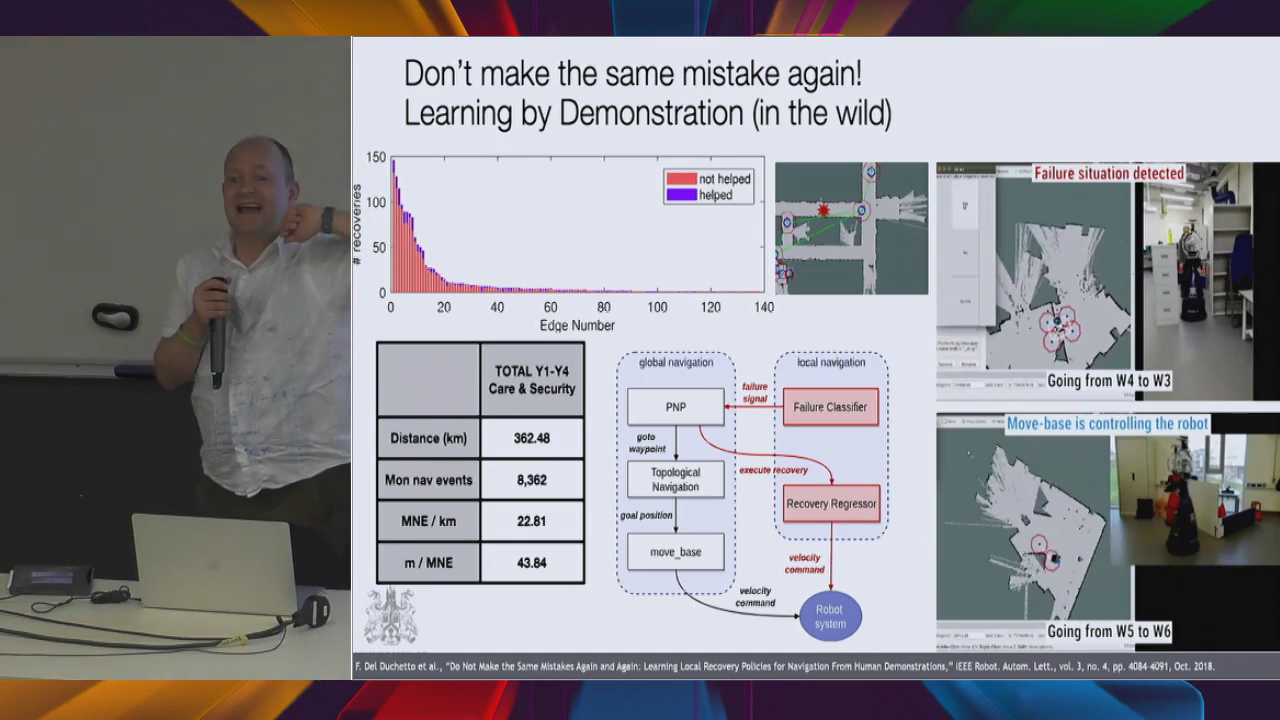 Don't make the same mistake again!
Learning by Demonstration (in the wild)
150
100
50
0
# recoveries
not helped
helped
0 20 40 60 80 100 120 140
Edge Number
Failure situation detected
Going from W4 to W3
TOTAL Y1-Y4
Care & Security
Distance (km) 362.48
Mon nav events 8,362
MNE / km 22.81
m / MNE 43.84
global navigation
local navigation
PNP
failure
signal
Failure Classifier
goto
waypoint
execute recovery
Topological
Navigation
Recovery Regressor
goal position
move_base
velocity
command
velocity
command
Robot
system
Move-base is controlling the robot
Going from W5 to W6
F. Del Duchetto et al., “Do Not Make the Same Mistakes Again and Again: Learning Local Recovery Policies for Navigation From Human Demonstrations,” IEEE Robot. Autom. Lett., vol. 3, no. 4, pp. 4084-4091, Oct. 2018.